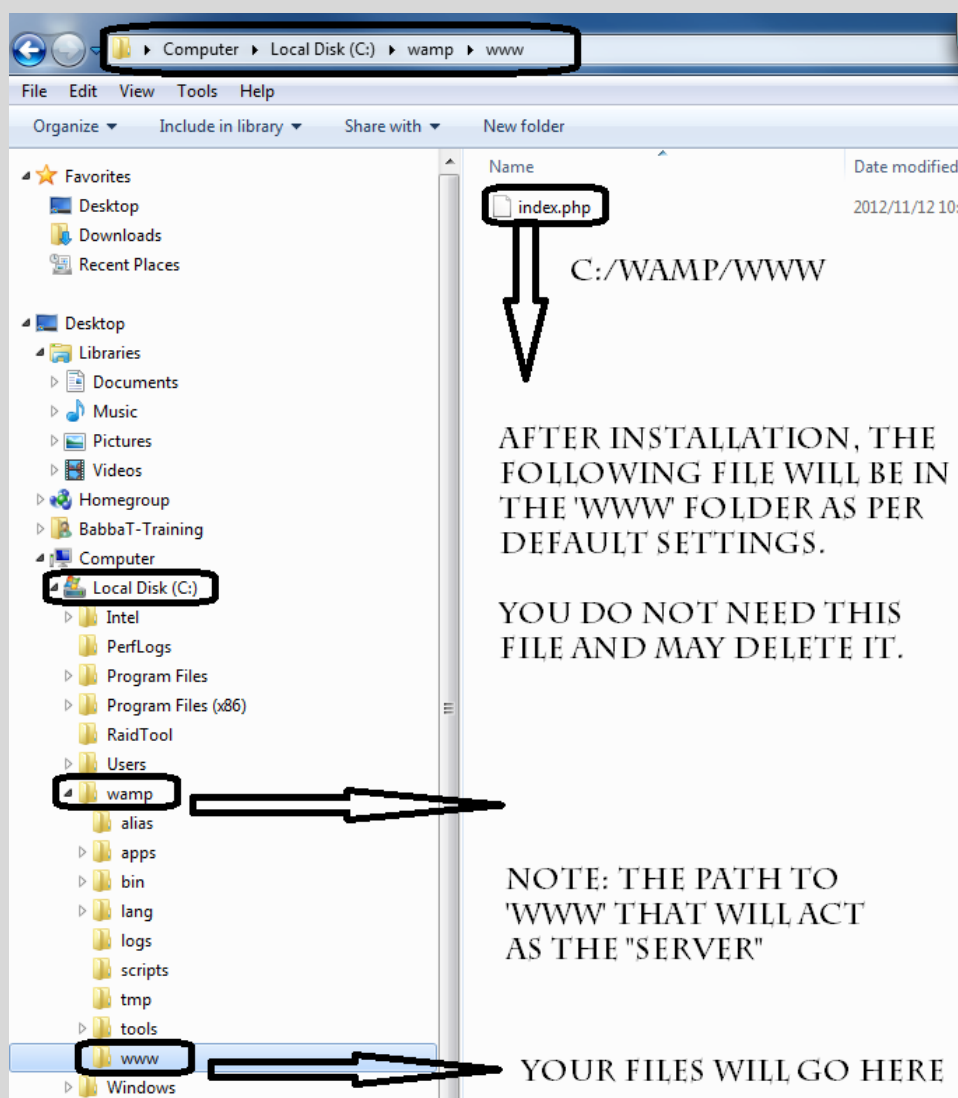 Computer ▸ Local Disk (C:) ▸ wamp ▸ www
File Edit View Tools Help
Organize ▾ Include in library ▾ Share with ▾ New folder
Favorites
Desktop
Downloads
Recent Places
Desktop
Libraries
Documents
Music
Pictures
Videos
Homegroup
BabbaT-Training
Computer
Local Disk (C:)
Intel
PerfLogs
Program Files
Program Files (x86)
RaidTool
Users
wamp
alias
apps
bin
lang
logs
scripts
tmp
tools
www
Windows
Name Date modified
index.php 2012/11/12 10:
C:/WAMP/WWW
AFTER INSTALLATION, THE
FOLLOWING FILE WILL BE IN
THE 'WWW' FOLDER AS PER
DEFAULT SETTINGS.
YOU DO NOT NEED THIS
FILE AND MAY DELETE IT.
NOTE: THE PATH TO
'WWW' THAT WILL ACT
AS THE "SERVER"
YOUR FILES WILL GO HERE